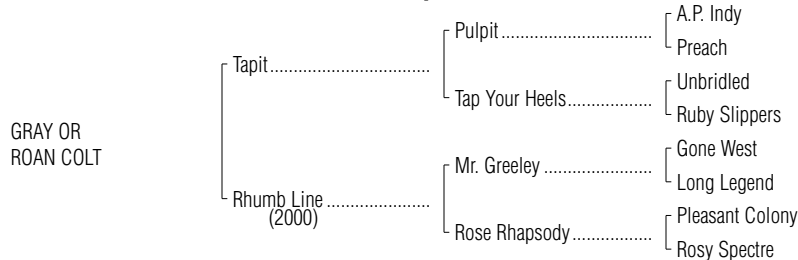 A.P. Indy
Pulpit................................
Preach
Tapit..................................
Unbridled
Tap Your Heels..................
Ruby Slippers
GRAY OR
ROAN COLT
Gone West
Mr. Greeley .......................
Long Legend
Rhumb Line ......................
(2000)
Pleasant Colony
Rose Rhapsody.................
Rosy Spectre